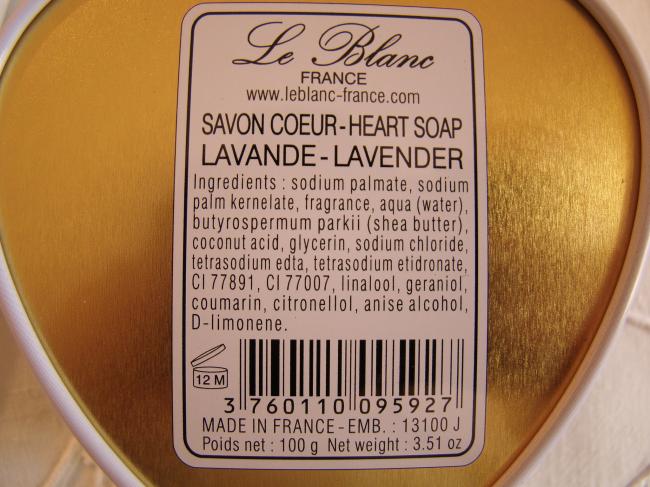 Le Blanc
FRANCE
www.leblanc-france.com
SAVON COEUR-HEART SOAP
LAVANDE-LAVENDER
Ingredients : sodium palmate, sodium
palm kernelate, fragrance, aqua (water),
butyrospermum parkii (shea butter),
coconut acid, glycerin, sodium chloride,
tetrasodium edta, tetrasodium etidronate,
CI 77891, CI 77007, linalool, geraniol,
coumarin, citronellol, anise alcohol,
D-limonene.
12 M
3 760110 095927
MADE IN FRANCE-EMB. : 13100 J
Poids net : 100 g Net weight : 3.51 oz